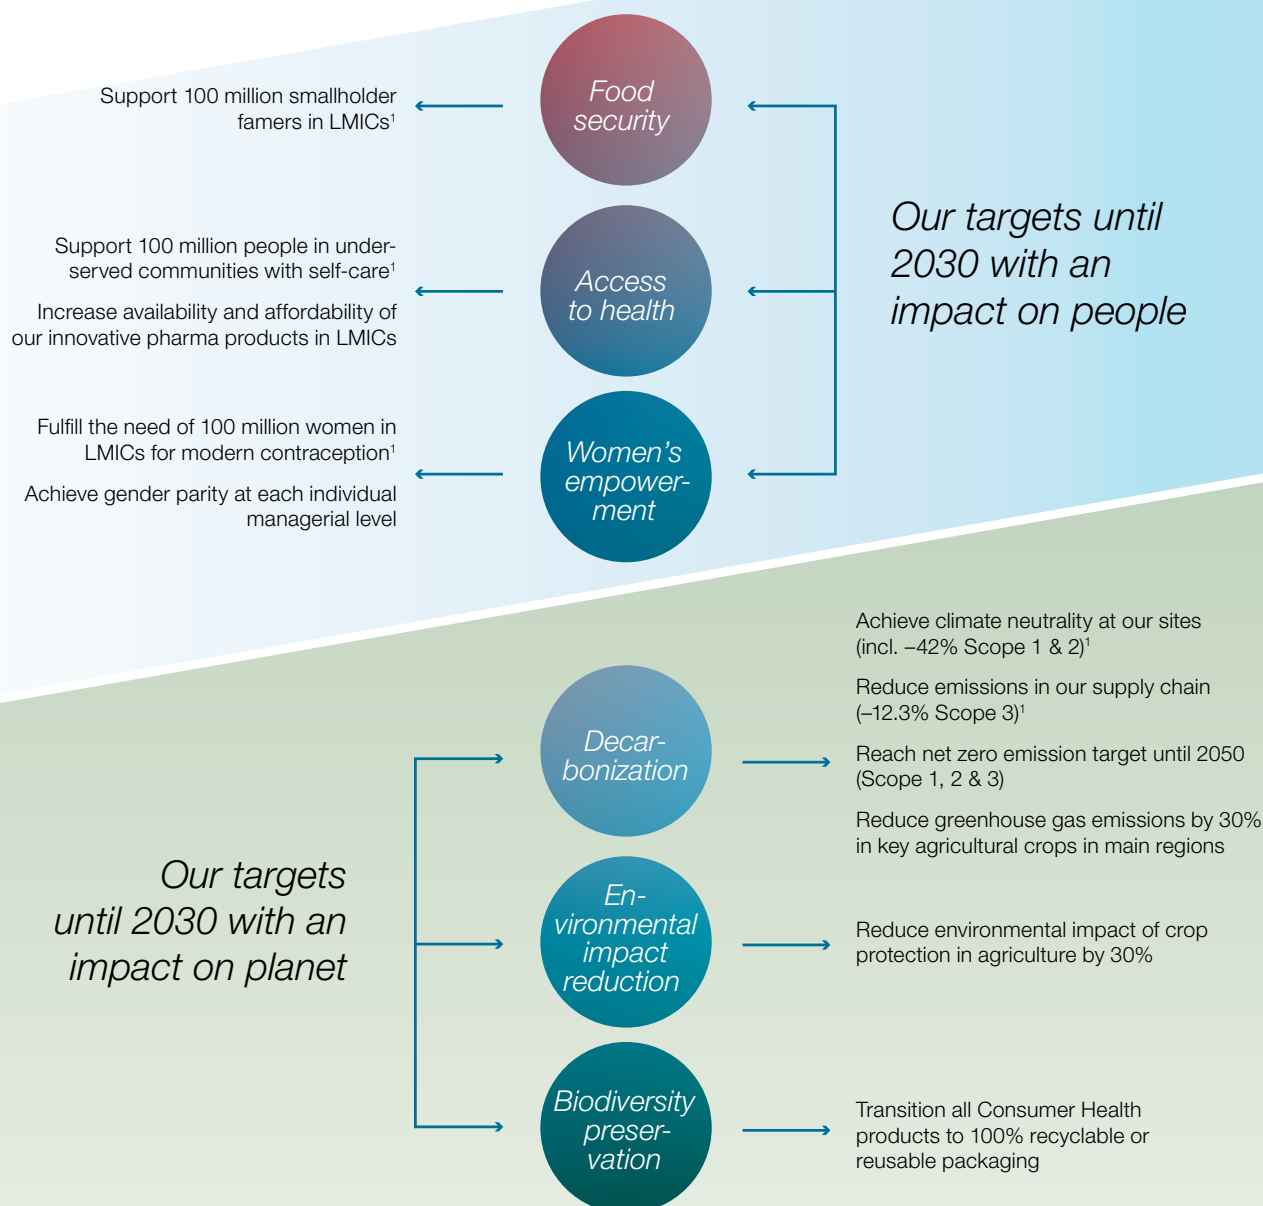 Our targets until
2030 with an
impact on people
Food
security
Support 100 million smallholder
famers in LMICs¹
Access
to health
Support 100 million people in under-
served communities with self-care¹
Increase availability and affordability of
our innovative pharma products in LMICs
Women’s
empower-
ment
Fulfill the need of 100 million women in
LMICs for modern contraception¹
Achieve gender parity at each individual
managerial level
Our targets
until 2030 with an
impact on planet
Decar-
bonization
Achieve climate neutrality at our sites
(incl. –42% Scope 1 & 2)¹
Reduce emissions in our supply chain
(–12.3% Scope 3)¹
Reach net zero emission target until 2050
(Scope 1, 2 & 3)
Reduce greenhouse gas emissions by 30%
in key agricultural crops in main regions
En-
vironmental
impact
reduction
Reduce environmental impact of crop
protection in agriculture by 30%
Biodiversity
preser-
vation
Transition all Consumer Health
products to 100% recyclable or
reusable packaging